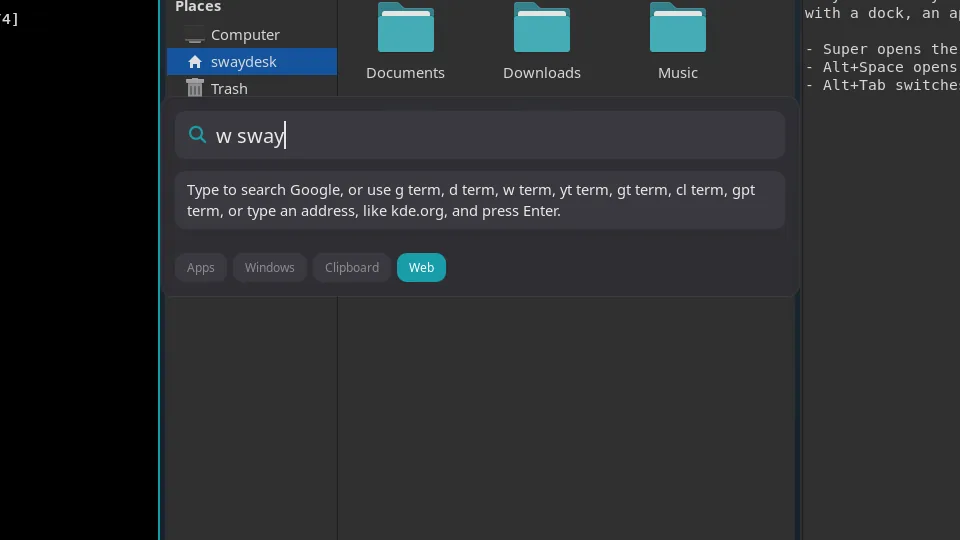 4]
Places
Computer
swaydesk
Trash
Documents
Downloads
Music
with a dock, an
- Super opens the
- Alt+Space opens
- Alt+Tab switches
w sway
Type to search Google, or use g term, d term, w term, yt term, gt term, cl term, gpt
term, or type an address, like kde.org, and press Enter.
Apps
Windows
Clipboard
Web